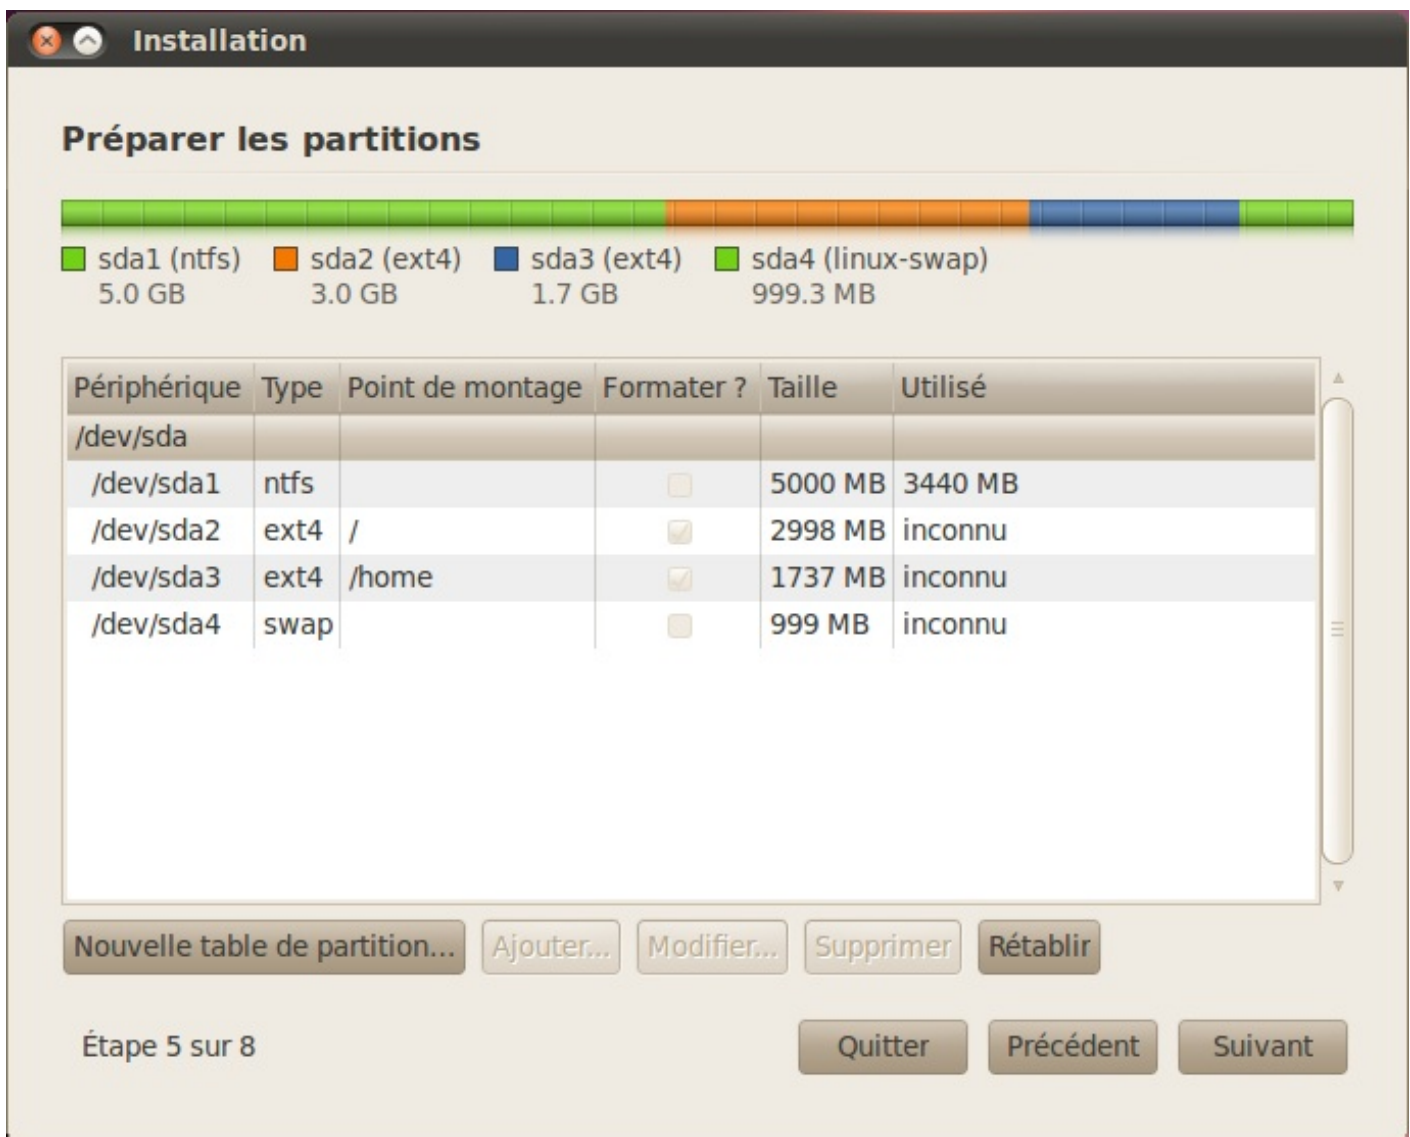 Installation
Préparer les partitions
sda1 (ntfs) sda2 (ext4) sda3 (ext4) sda4 (linux-swap)
5.0 GB 3.0 GB 1.7 GB 999.3 MB
Périphérique Type Point de montage Formater ? Taille Utilisé
/dev/sda
/dev/sda1 ntfs 5000 MB 3440 MB
/dev/sda2 ext4 / 2998 MB inconnu
/dev/sda3 ext4 /home 1737 MB inconnu
/dev/sda4 swap 999 MB inconnu
Nouvelle table de partition... Ajouter... Modifier... Supprimer Rétablir
Étape 5 sur 8 Quitter Précédent Suivant